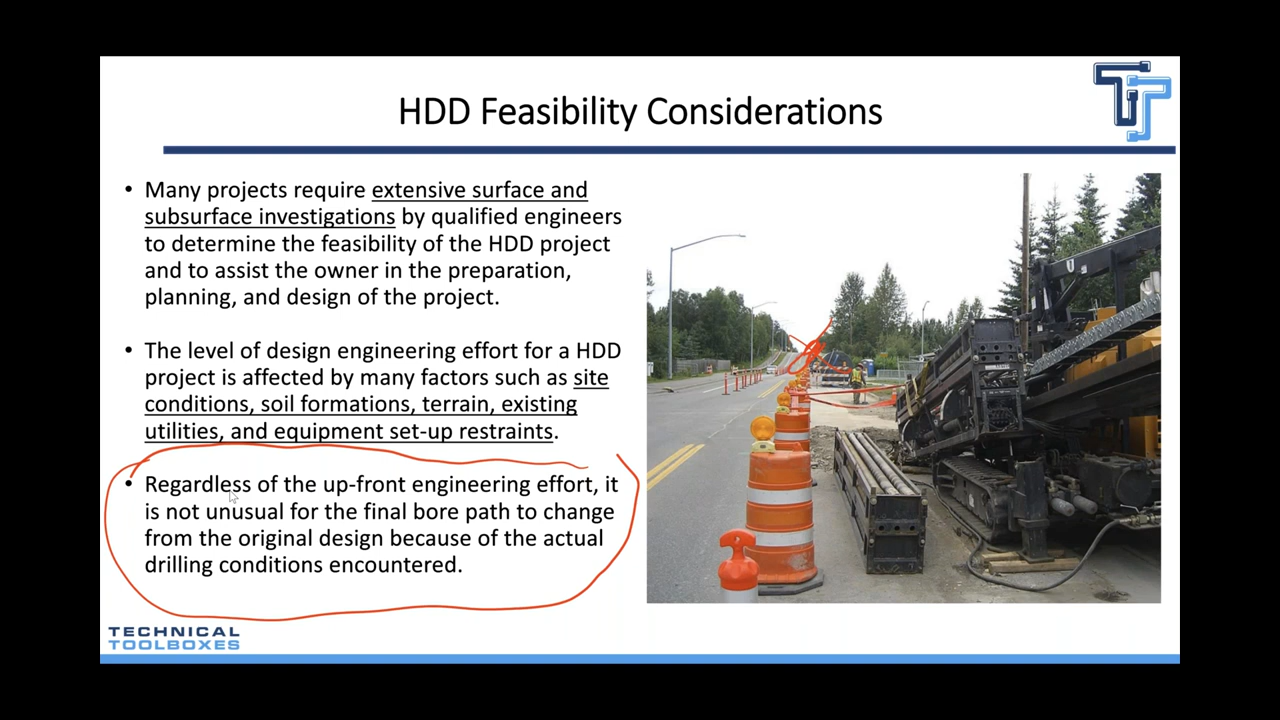 HDD Feasibility Considerations
• Many projects require extensive surface and
subsurface investigations by qualified engineers
to determine the feasibility of the HDD project
and to assist the owner in the preparation,
planning, and design of the project.
• The level of design engineering effort for a HDD
project is affected by many factors such as site
conditions, soil formations, terrain, existing
utilities, and equipment set-up restraints.
• Regardless of the up-front engineering effort, it
is not unusual for the final bore path to change
from the original design because of the actual
drilling conditions encountered.
TECHNICAL
TOOLBOXES